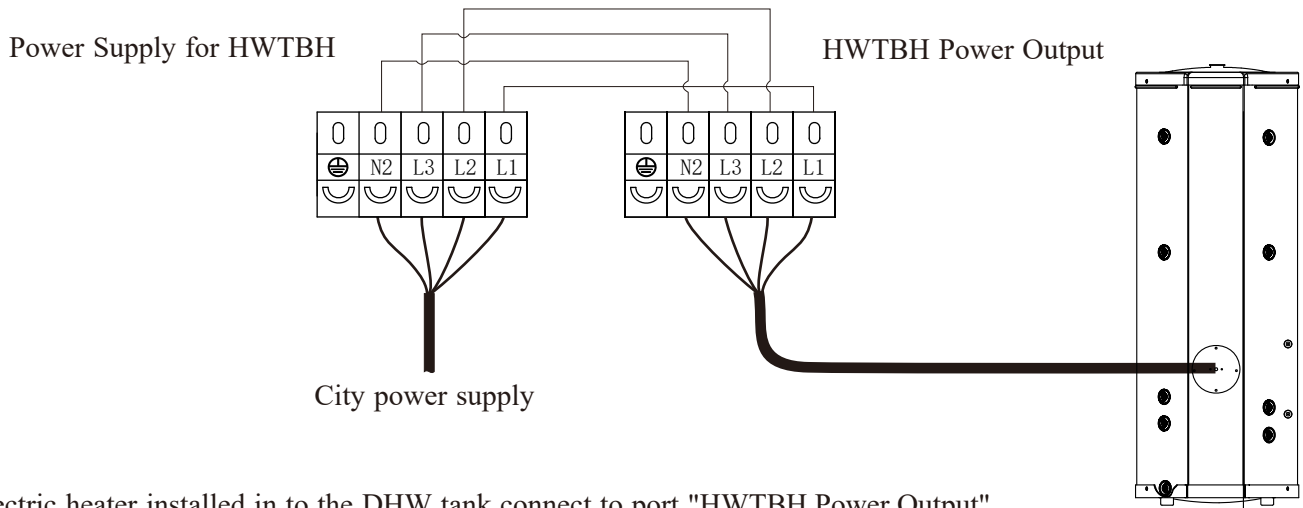 Power Supply for HWTBH
HWTBH Power Output
N2 L3 L2 L1
N2 L3 L2 L1
City power supply
ectric heater installed in to the DHW tank connect to port "HWTBH Power Output"